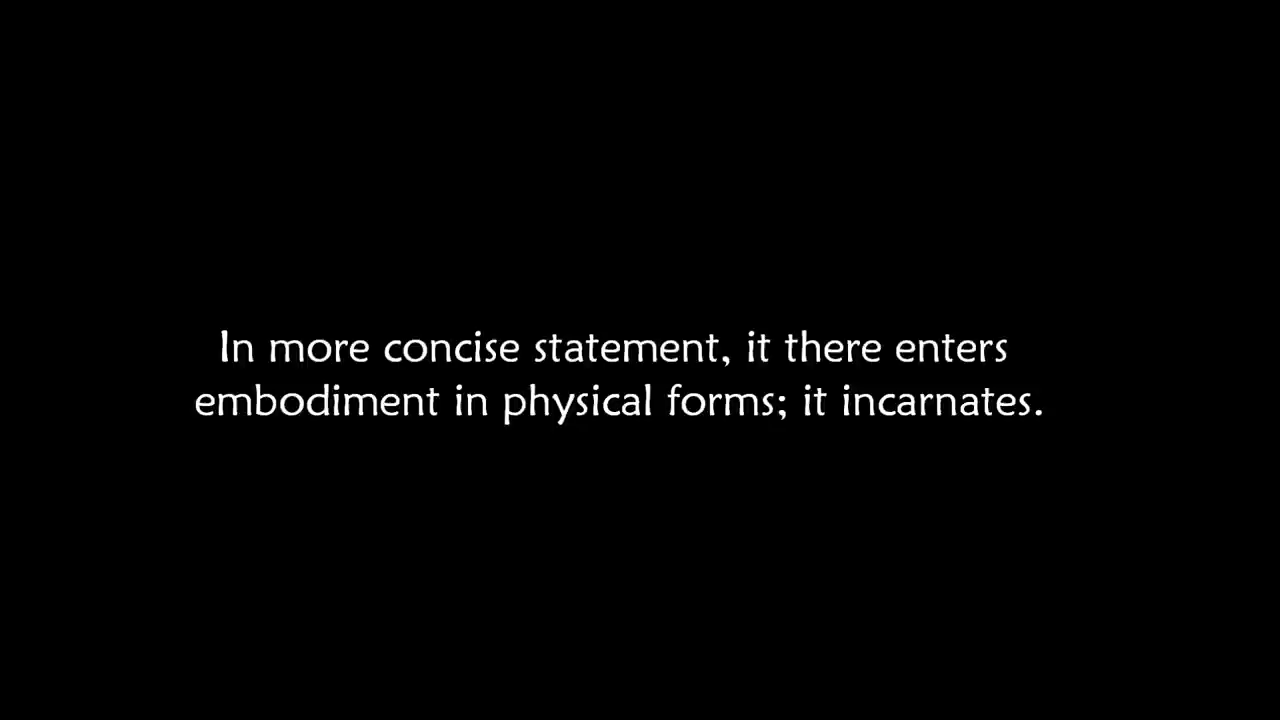 In more concise statement, it there enters
embodiment in physical forms; it incarnates.